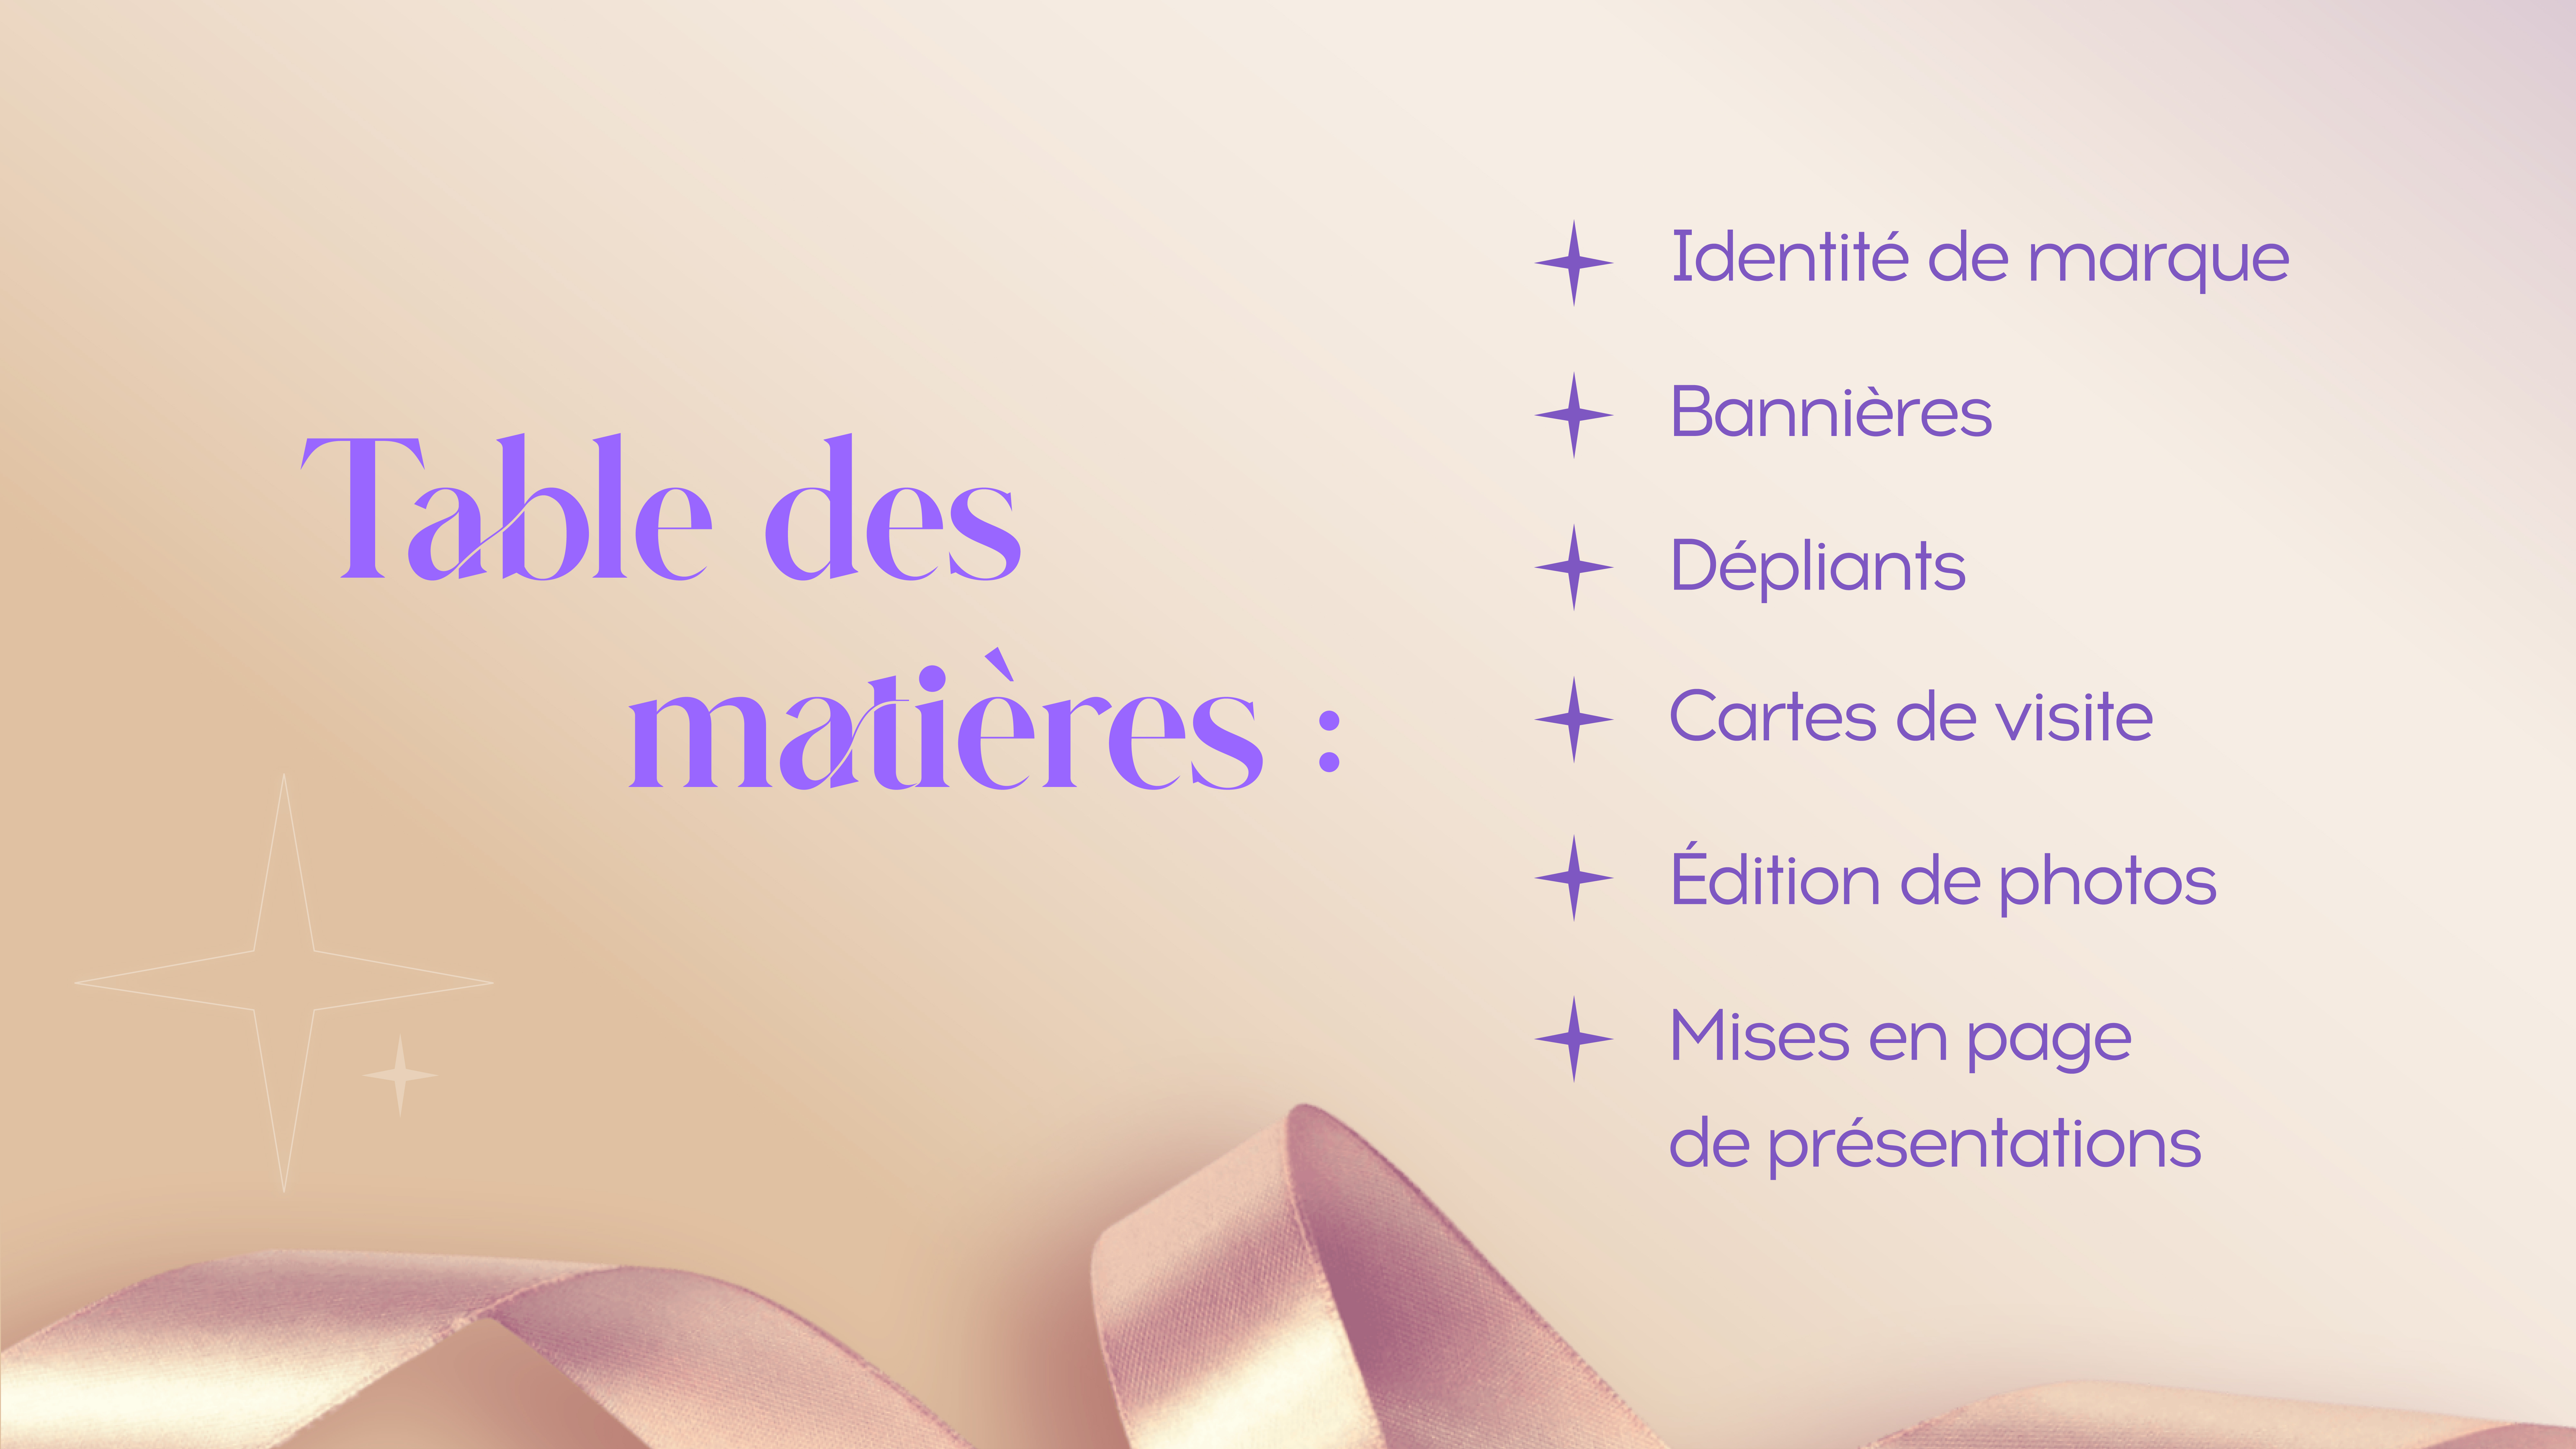 Table des
matières :
Identité de marque
Bannières
Dépliants
Cartes de visite
Édition de photos
Mises en page
de présentations